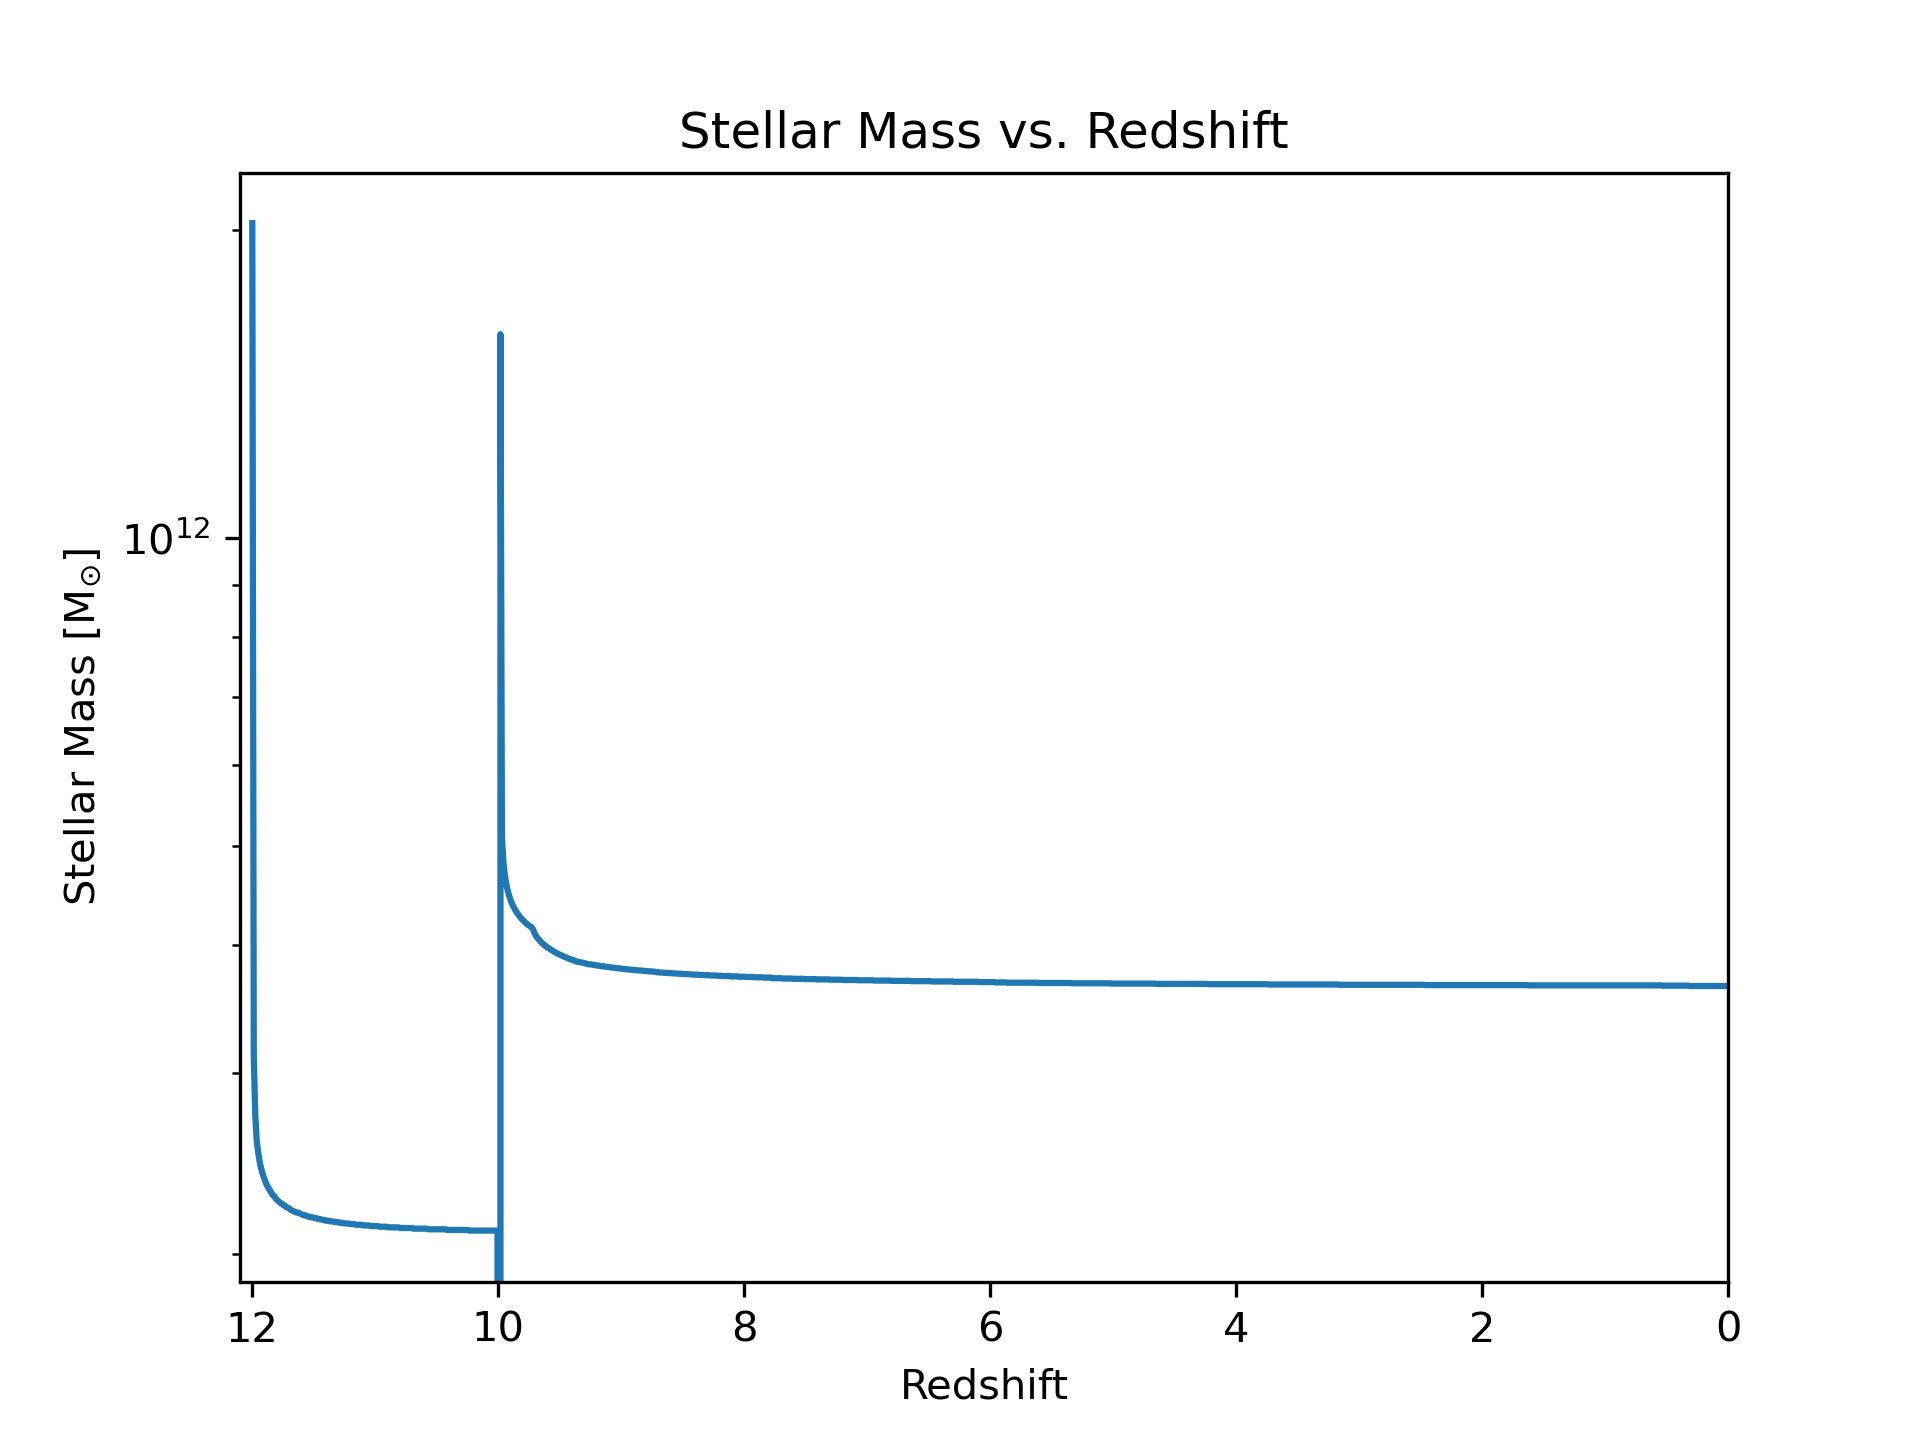 Stellar Mass vs. Redshift
Stellar Mass [M⊙]
10¹²
12 10 8 6 4 2 0
Redshift